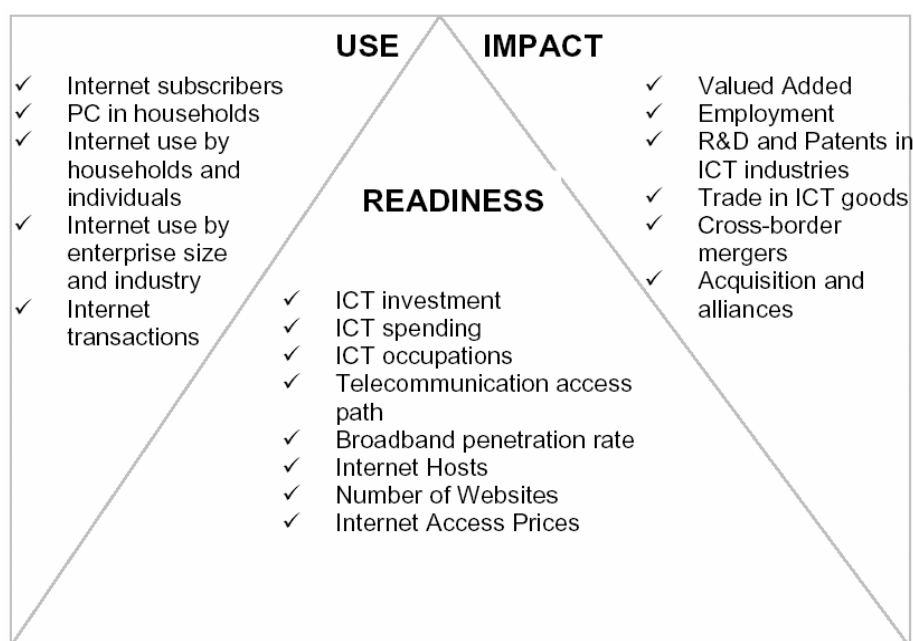 USE
✓ Internet subscribers
✓ PC in households
✓ Internet use by
households and
individuals
✓ Internet use by
enterprise size
and industry
✓ Internet
transactions
IMPACT
✓ Valued Added
✓ Employment
✓ R&D and Patents in
ICT industries
✓ Trade in ICT goods
✓ Cross-border
mergers
✓ Acquisition and
alliances
READINESS
✓ ICT investment
✓ ICT spending
✓ ICT occupations
✓ Telecommunication access
path
✓ Broadband penetration rate
✓ Internet Hosts
✓ Number of Websites
✓ Internet Access Prices